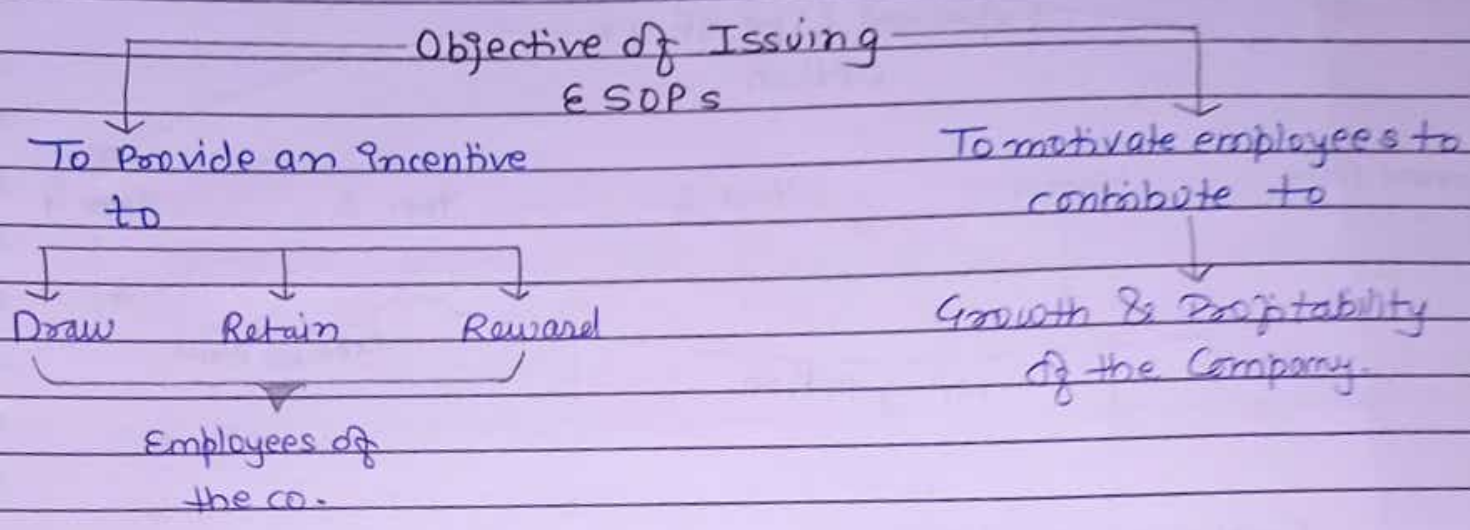 Objective of Issuing
ESOPs
To Provide an Incentive
to
Draw Retain Reward
Employees of
the co.
To motivate employees to
contribute to
Growth & Profitability
of the Company.